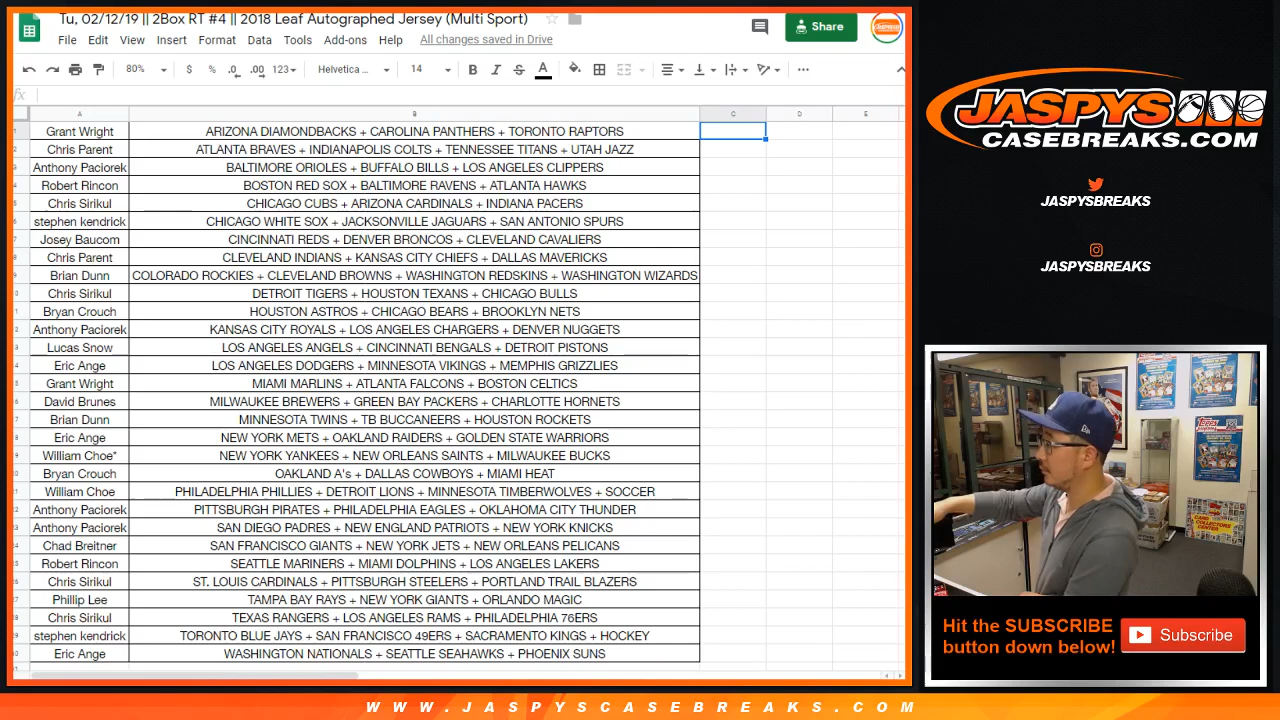 Tu, 02/12/19 || 2Box RT #4 || 2018 Leaf Autographed Jersey (Multi Sport)
File Edit View Insert Format Data Tools Add-ons Help All changes saved in Drive
Share
80% $ % .0 .00 123 Helvetica ... 14 B I S A
fx
A B C D E
Grant Wright ARIZONA DIAMONDBACKS + CAROLINA PANTHERS + TORONTO RAPTORS
Chris Parent ATLANTA BRAVES + INDIANAPOLIS COLTS + TENNESSEE TITANS + UTAH JAZZ
Anthony Paciorek BALTIMORE ORIOLES + BUFFALO BILLS + LOS ANGELES CLIPPERS
Robert Rincon BOSTON RED SOX + BALTIMORE RAVENS + ATLANTA HAWKS
Chris Sirikul CHICAGO CUBS + ARIZONA CARDINALS + INDIANA PACERS
stephen kendrick CHICAGO WHITE SOX + JACKSONVILLE JAGUARS + SAN ANTONIO SPURS
Josey Baucom CINCINNATI REDS + DENVER BRONCOS + CLEVELAND CAVALIERS
Chris Parent CLEVELAND INDIANS + KANSAS CITY CHIEFS + DALLAS MAVERICKS
Brian Dunn COLORADO ROCKIES + CLEVELAND BROWNS + WASHINGTON REDSKINS + WASHINGTON WIZARDS
Chris Sirikul DETROIT TIGERS + HOUSTON TEXANS + CHICAGO BULLS
Bryan Crouch HOUSTON ASTROS + CHICAGO BEARS + BROOKLYN NETS
Anthony Paciorek KANSAS CITY ROYALS + LOS ANGELES CHARGERS + DENVER NUGGETS
Lucas Snow LOS ANGELES ANGELS + CINCINNATI BENGALS + DETROIT PISTONS
Eric Ange LOS ANGELES DODGERS + MINNESOTA VIKINGS + MEMPHIS GRIZZLIES
Grant Wright MIAMI MARLINS + ATLANTA FALCONS + BOSTON CELTICS
David Brunes MILWAUKEE BREWERS + GREEN BAY PACKERS + CHARLOTTE HORNETS
Brian Dunn MINNESOTA TWINS + TB BUCCANEERS + HOUSTON ROCKETS
Eric Ange NEW YORK METS + OAKLAND RAIDERS + GOLDEN STATE WARRIORS
William Choe* NEW YORK YANKEES + NEW ORLEANS SAINTS + MILWAUKEE BUCKS
Bryan Crouch OAKLAND A's + DALLAS COWBOYS + MIAMI HEAT
William Choe PHILADELPHIA PHILLIES + DETROIT LIONS + MINNESOTA TIMBERWOLVES + SOCCER
Anthony Paciorek PITTSBURGH PIRATES + PHILADELPHIA EAGLES + OKLAHOMA CITY THUNDER
Anthony Paciorek SAN DIEGO PADRES + NEW ENGLAND PATRIOTS + NEW YORK KNICKS
Chad Breitner SAN FRANCISCO GIANTS + NEW YORK JETS + NEW ORLEANS PELICANS
Robert Rincon SEATTLE MARINERS + MIAMI DOLPHINS + LOS ANGELES LAKERS
Chris Sirikul ST. LOUIS CARDINALS + PITTSBURGH STEELERS + PORTLAND TRAIL BLAZERS
Phillip Lee TAMPA BAY RAYS + NEW YORK GIANTS + ORLANDO MAGIC
Chris Sirikul TEXAS RANGERS + LOS ANGELES RAMS + PHILADELPHIA 76ERS
stephen kendrick TORONTO BLUE JAYS + SAN FRANCISCO 49ERS + SACRAMENTO KINGS + HOCKEY
Eric Ange WASHINGTON NATIONALS + SEATTLE SEAHAWKS + PHOENIX SUNS
JASPYS
CASEBREAKS.COM
JASPYSBREAKS
JASPYSBREAKS
Topps
CARD
COLLECTORS
CENTER
Hit the SUBSCRIBE
button down below!
Subscribe
WWW.JASPYSCASEBREAKS.COM